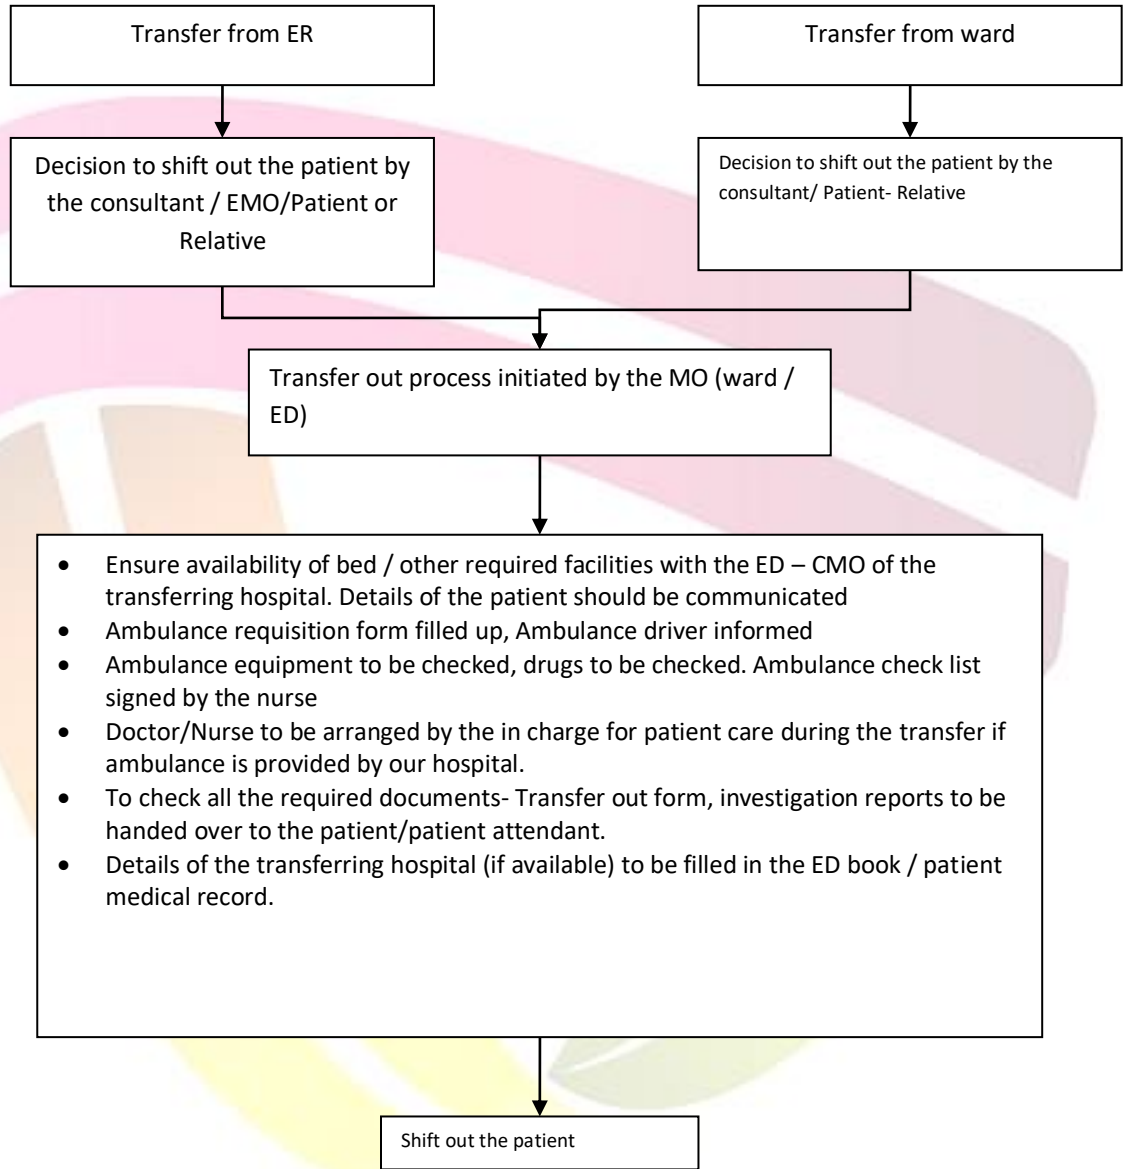 Transfer from ER
Transfer from ward
Decision to shift out the patient by
the consultant / EMO/Patient or
Relative
Decision to shift out the patient by the
consultant/ Patient- Relative
Transfer out process initiated by the MO (ward /
ED)
• Ensure availability of bed / other required facilities with the ED – CMO of the
transferring hospital. Details of the patient should be communicated
• Ambulance requisition form filled up, Ambulance driver informed
• Ambulance equipment to be checked, drugs to be checked. Ambulance check list
signed by the nurse
• Doctor/Nurse to be arranged by the in charge for patient care during the transfer if
ambulance is provided by our hospital.
• To check all the required documents- Transfer out form, investigation reports to be
handed over to the patient/patient attendant.
• Details of the transferring hospital (if available) to be filled in the ED book / patient
medical record.
Shift out the patient